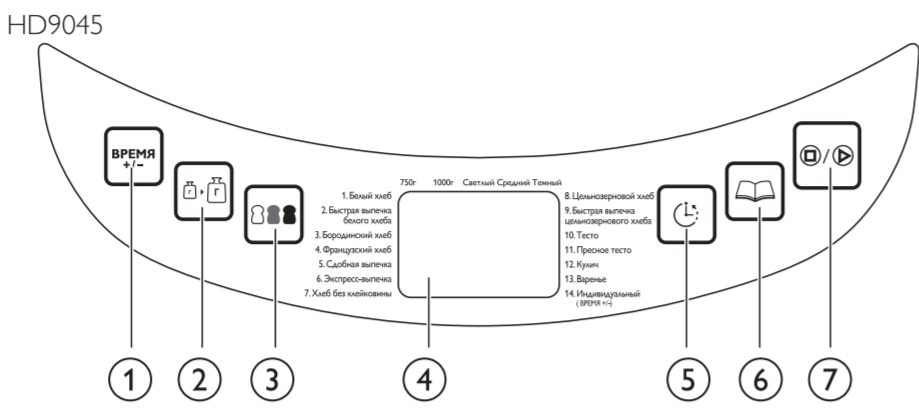 HD9045
ВРЕМЯ
+/-
г г
750г 1000г Светлый Средний Темный
1. Белый хлеб
2. Быстрая выпечка
белого хлеба
3. Бородинский хлеб
4. Французский хлеб
5. Сдобная выпечка
6. Экспресс-выпечка
7. Хлеб без клейковины
8. Цельнозерновой хлеб
9. Быстрая выпечка
цельнозернового хлеба
10. Тесто
11. Пресное тесто
12. Кулич
13. Варенье
14. Индивидуальный
( ВРЕМЯ +/-)
1 2 3 4 5 6 7